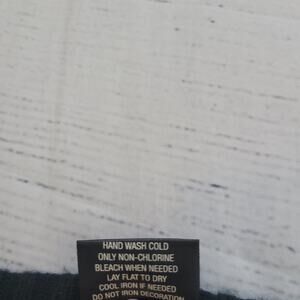 HAND WASH COLD
ONLY NON-CHLORINE
BLEACH WHEN NEEDED
LAY FLAT TO DRY
COOL IRON IF NEEDED
DO NOT IRON DECORATION